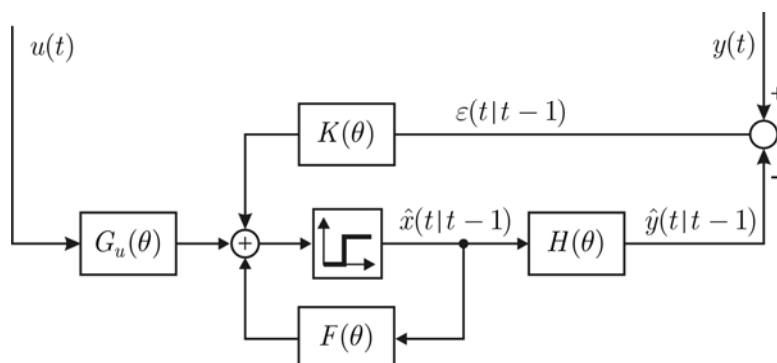 u(t)
y(t)
+
K(θ)
ε(t|t − 1)
−
G_u(θ)
+
x̂(t|t − 1)
H(θ)
ŷ(t|t − 1)
F(θ)